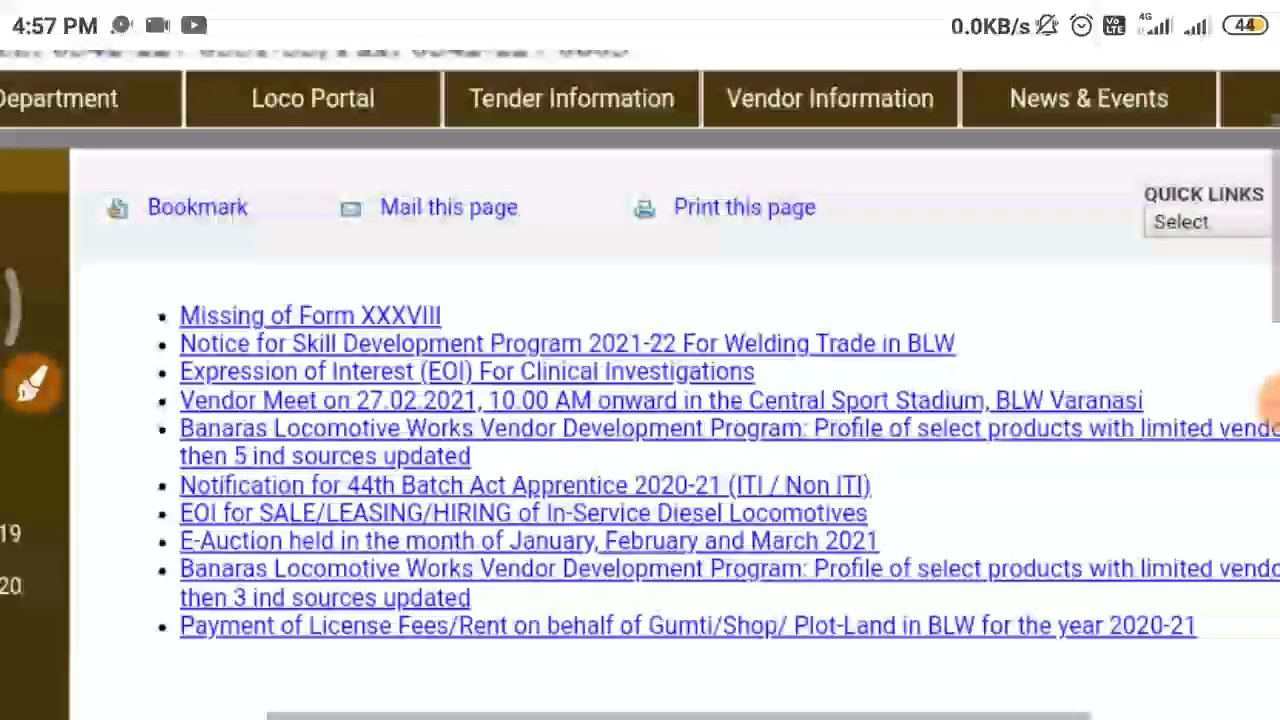 4:57 PM 0.0KB/s Vo LTE 4G 44
Department Loco Portal Tender Information Vendor Information News & Events
Bookmark Mail this page Print this page QUICK LINKS
Select
Missing of Form XXXVIII
Notice for Skill Development Program 2021-22 For Welding Trade in BLW
Expression of Interest (EOI) For Clinical Investigations
Vendor Meet on 27.02.2021, 10.00 AM onward in the Central Sport Stadium, BLW Varanasi
Banaras Locomotive Works Vendor Development Program: Profile of select products with limited
then 5 ind sources updated
Notification for 44th Batch Act Apprentice 2020-21 (ITI / Non ITI)
EOI for SALE/LEASING/HIRING of In-Service Diesel Locomotives
E-Auction held in the month of January, February and March 2021
19
Banaras Locomotive Works Vendor Development Program: Profile of select products with limited
20
then 3 ind sources updated
Payment of License Fees/Rent on behalf of Gumti/Shop/ Plot-Land in BLW for the year 2020-21